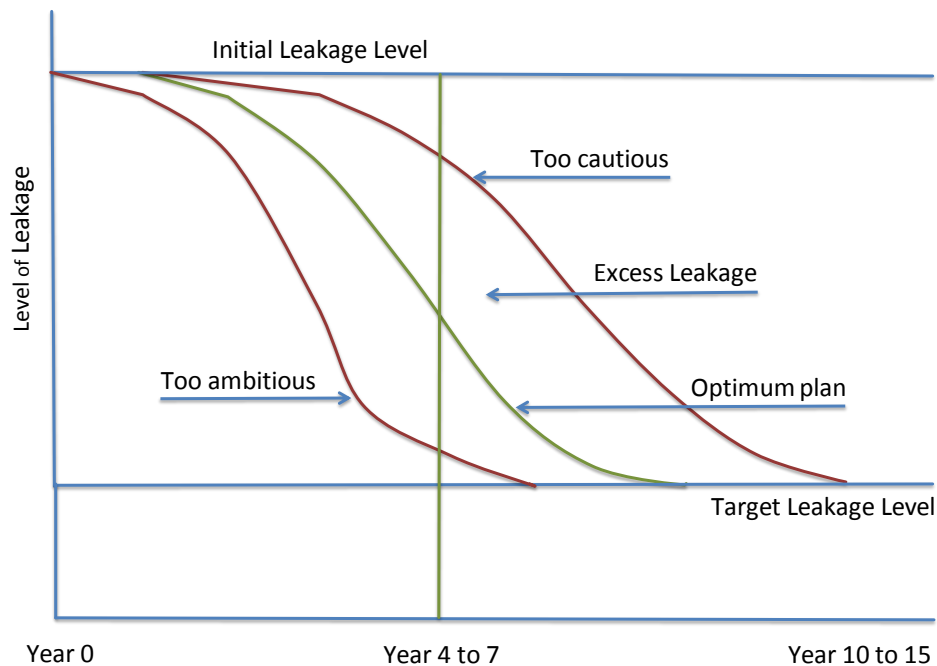 Initial Leakage Level
Too cautious
Level of Leakage
Excess Leakage
Too ambitious
Optimum plan
Target Leakage Level
Year 0
Year 4 to 7
Year 10 to 15